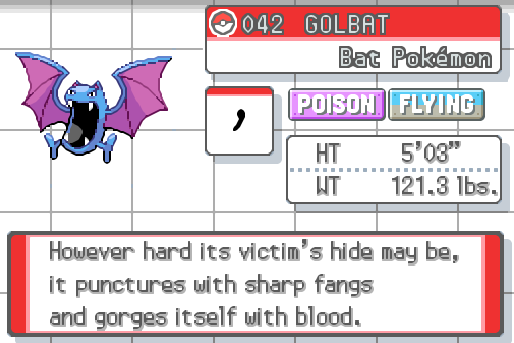 042 GOLBAT
Bat Pokémon
,
POISON FLYING
HT 5'03"
WT 121.3 lbs.
However hard its victim's hide may be,
it punctures with sharp fangs
and gorges itself with blood.